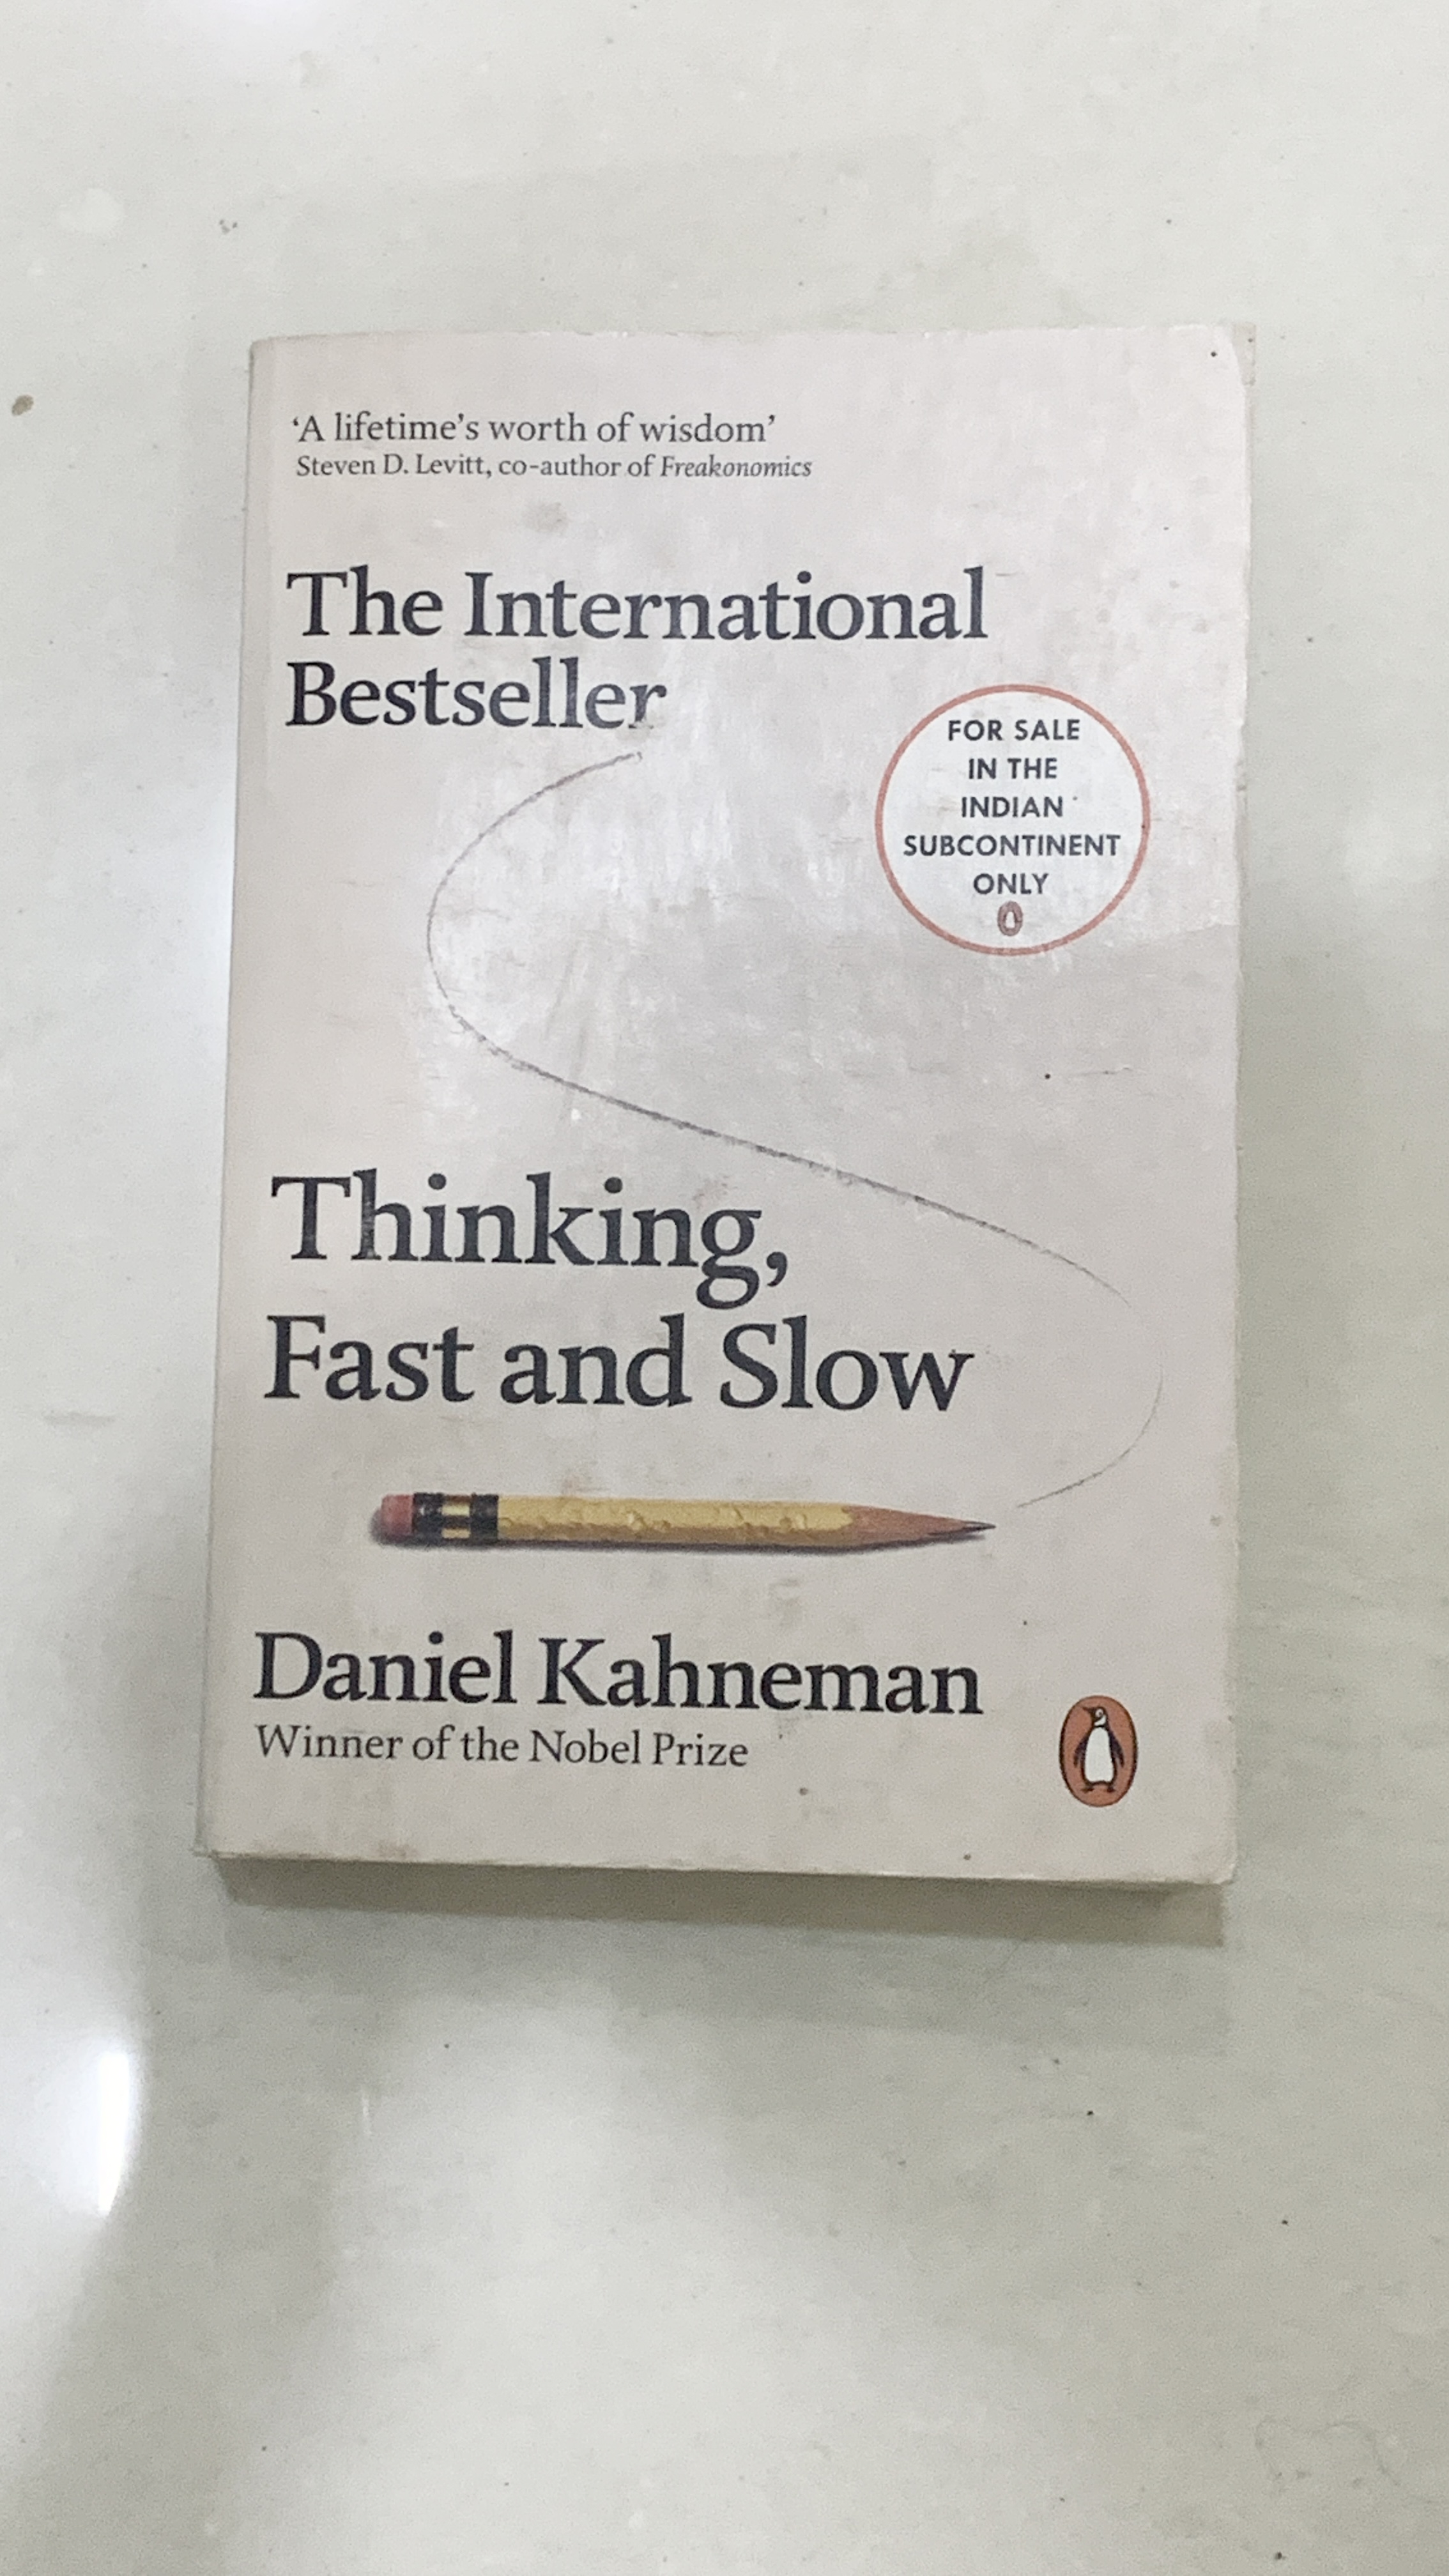 ‘A lifetime’s worth of wisdom’
Steven D. Levitt, co-author of Freakonomics
The International
Bestseller
FOR SALE
IN THE
INDIAN
SUBCONTINENT
ONLY
Thinking,
Fast and Slow
Daniel Kahneman
Winner of the Nobel Prize